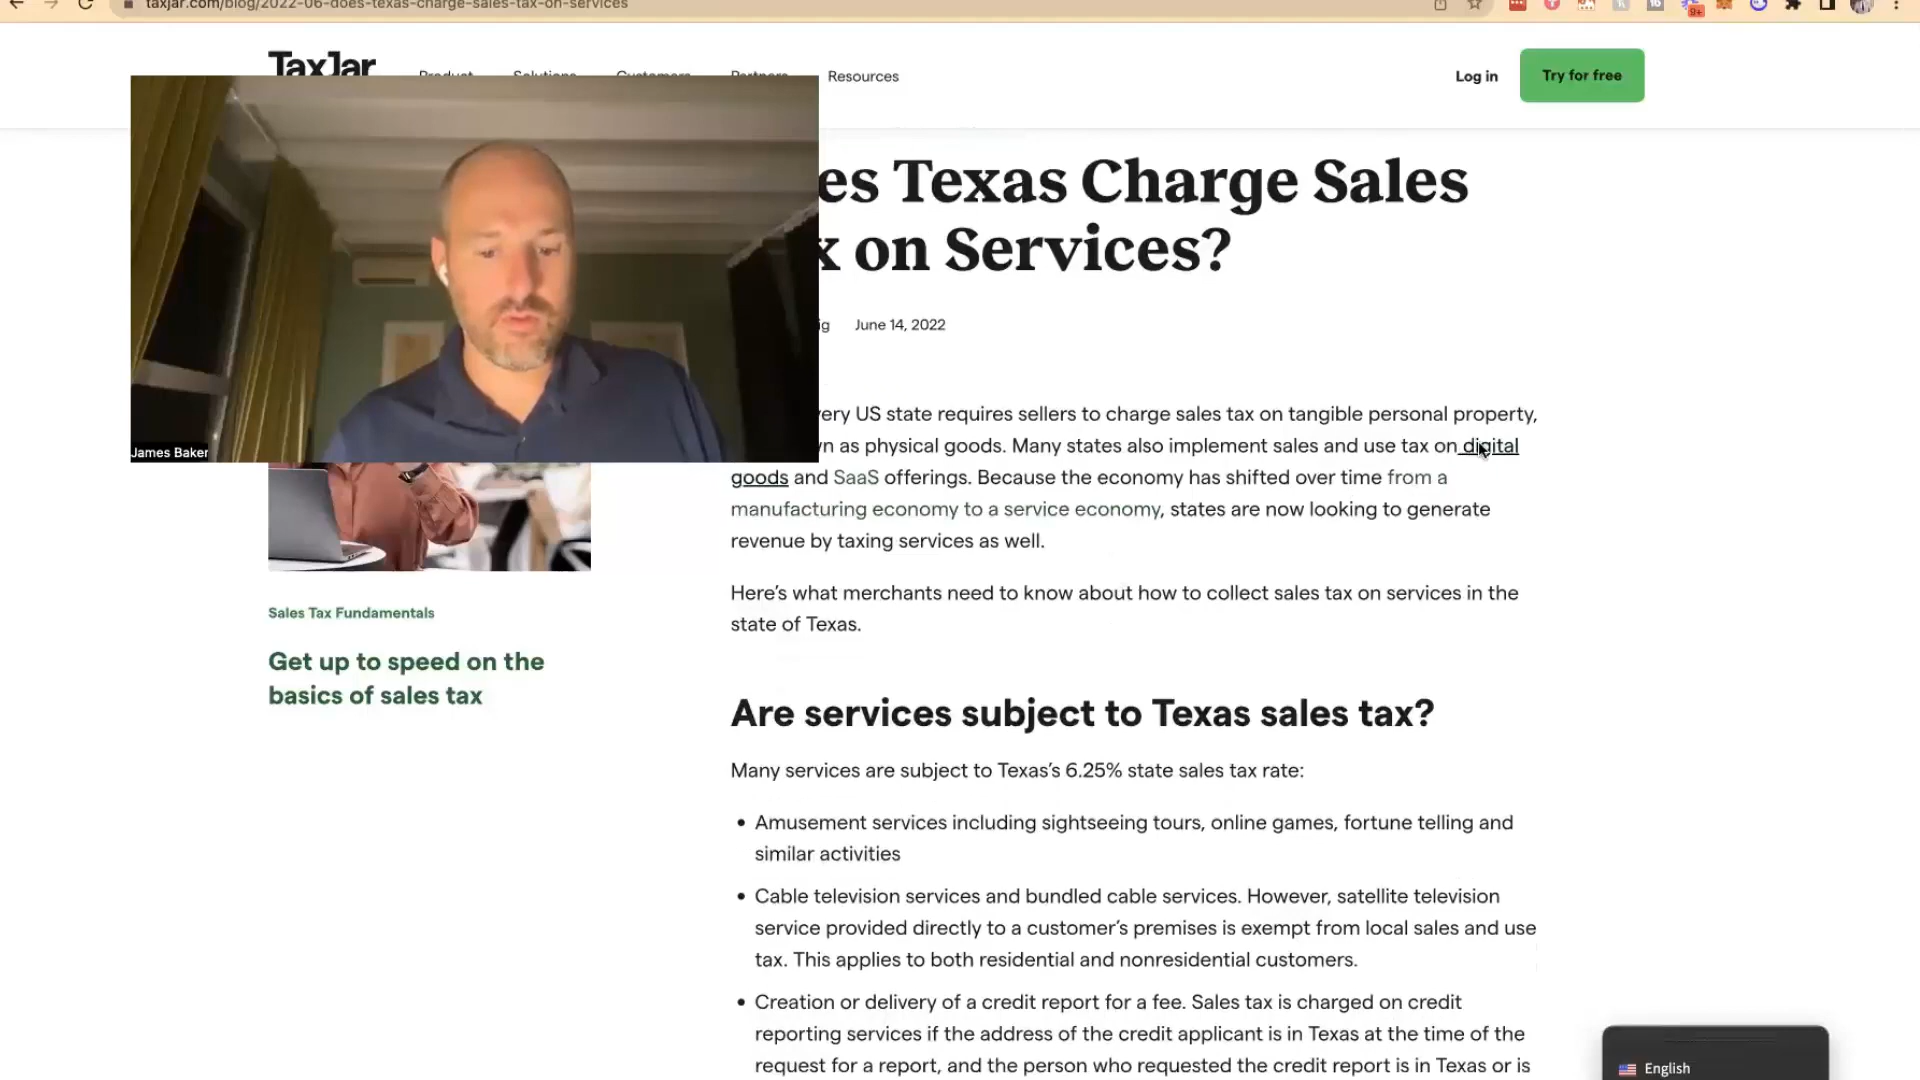 taxjar.com/blog/2022-06-does-texas-charge-sales-tax-on-services
9+
TaxJar
Product Solutions Customers Partners Resources
Log in
Try for free
es Texas Charge Sales
x on Services?
ig June 14, 2022
James Baker
very US state requires sellers to charge sales tax on tangible personal property,
n as physical goods. Many states also implement sales and use tax on digital
goods and SaaS offerings. Because the economy has shifted over time from a
manufacturing economy to a service economy, states are now looking to generate
revenue by taxing services as well.
Here's what merchants need to know about how to collect sales tax on services in the
state of Texas.
Sales Tax Fundamentals
Get up to speed on the
basics of sales tax
Are services subject to Texas sales tax?
Many services are subject to Texas's 6.25% state sales tax rate:
• Amusement services including sightseeing tours, online games, fortune telling and
similar activities
• Cable television services and bundled cable services. However, satellite television
service provided directly to a customer's premises is exempt from local sales and use
tax. This applies to both residential and nonresidential customers.
• Creation or delivery of a credit report for a fee. Sales tax is charged on credit
reporting services if the address of the credit applicant is in Texas at the time of the
request for a report, and the person who requested the credit report is in Texas or is
English